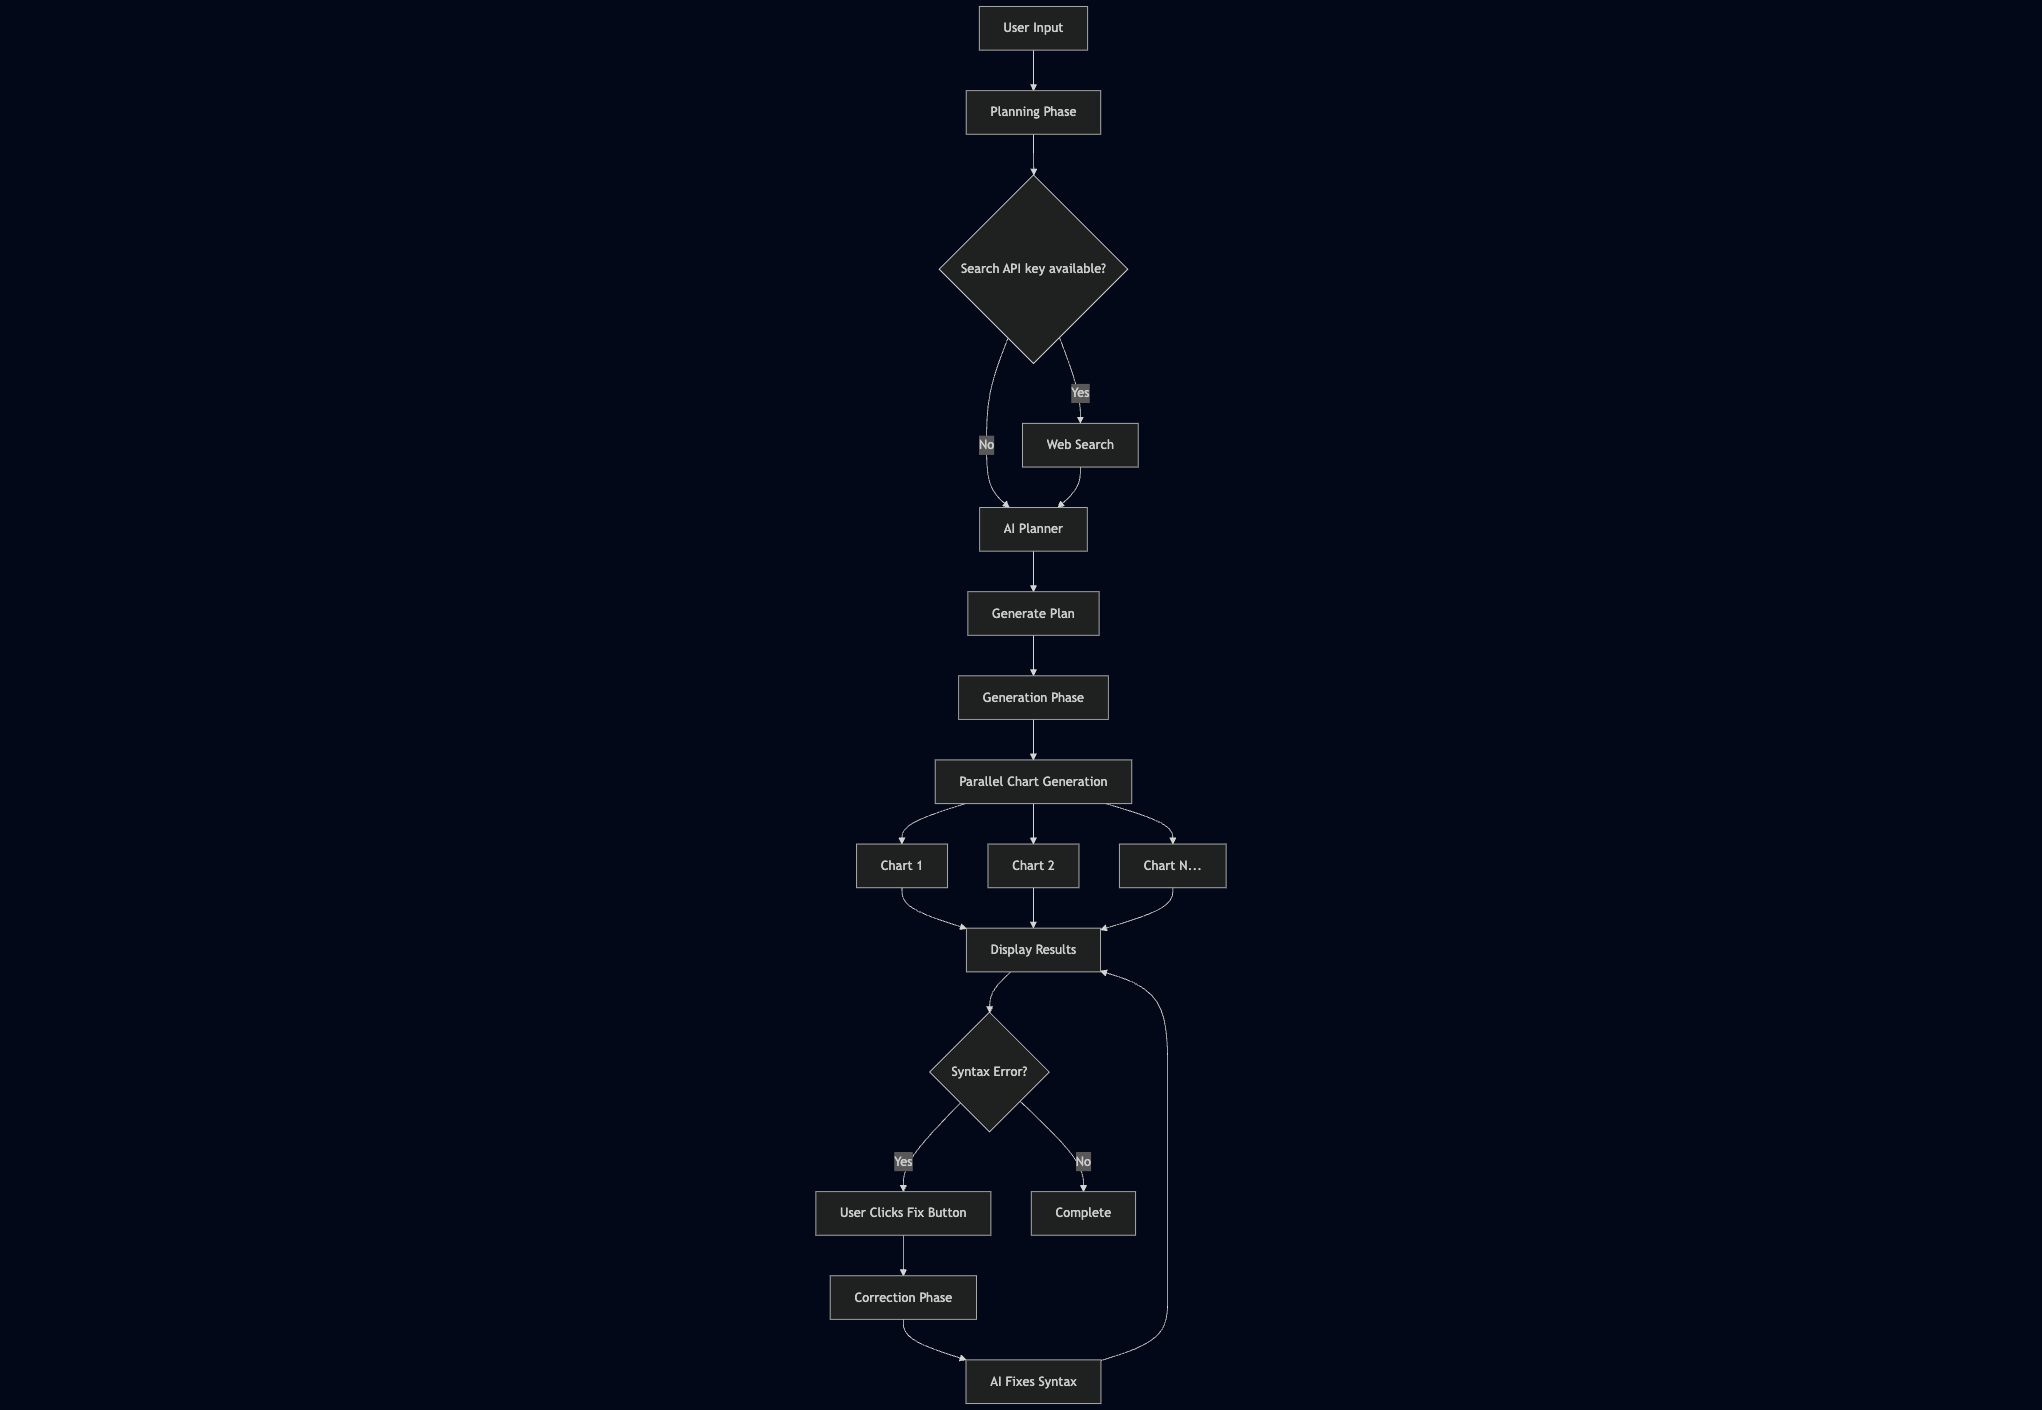 User Input
Planning Phase
Search API key available?
Yes
No
Web Search
AI Planner
Generate Plan
Generation Phase
Parallel Chart Generation
Chart 1
Chart 2
Chart N...
Display Results
Syntax Error?
Yes
No
User Clicks Fix Button
Complete
Correction Phase
AI Fixes Syntax